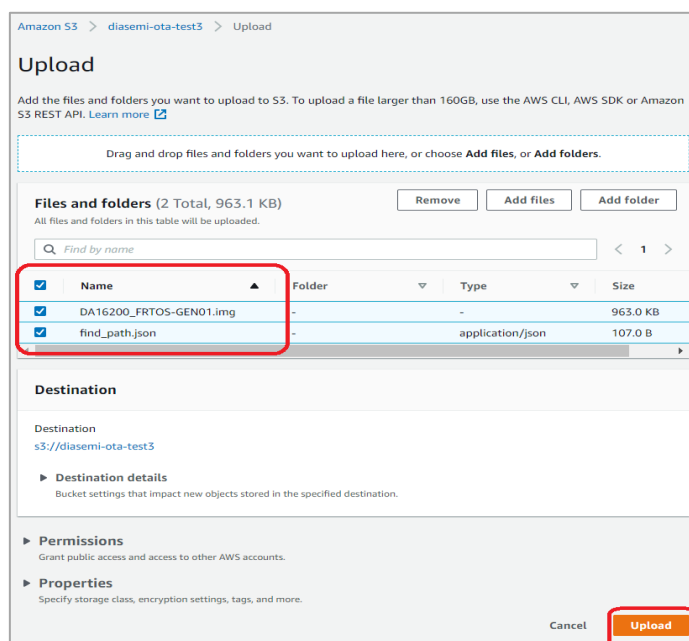 Amazon S3 > diasemi-ota-test3 > Upload
Upload
Add the files and folders you want to upload to S3. To upload a file larger than 160GB, use the AWS CLI, AWS SDK or Amazon
S3 REST API. Learn more
Drag and drop files and folders you want to upload here, or choose Add files, or Add folders.
Files and folders (2 Total, 963.1 KB)
Remove Add files Add folder
All files and folders in this table will be uploaded.
Find by name
< 1 >
Name Folder Type Size
DA16200_FRTOS-GEN01.img - - 963.0 KB
find_path.json - application/json 107.0 B
Destination
Destination
s3://diasemi-ota-test3
Destination details
Bucket settings that impact new objects stored in the specified destination.
Permissions
Grant public access and access to other AWS accounts.
Properties
Specify storage class, encryption settings, tags, and more.
Cancel Upload